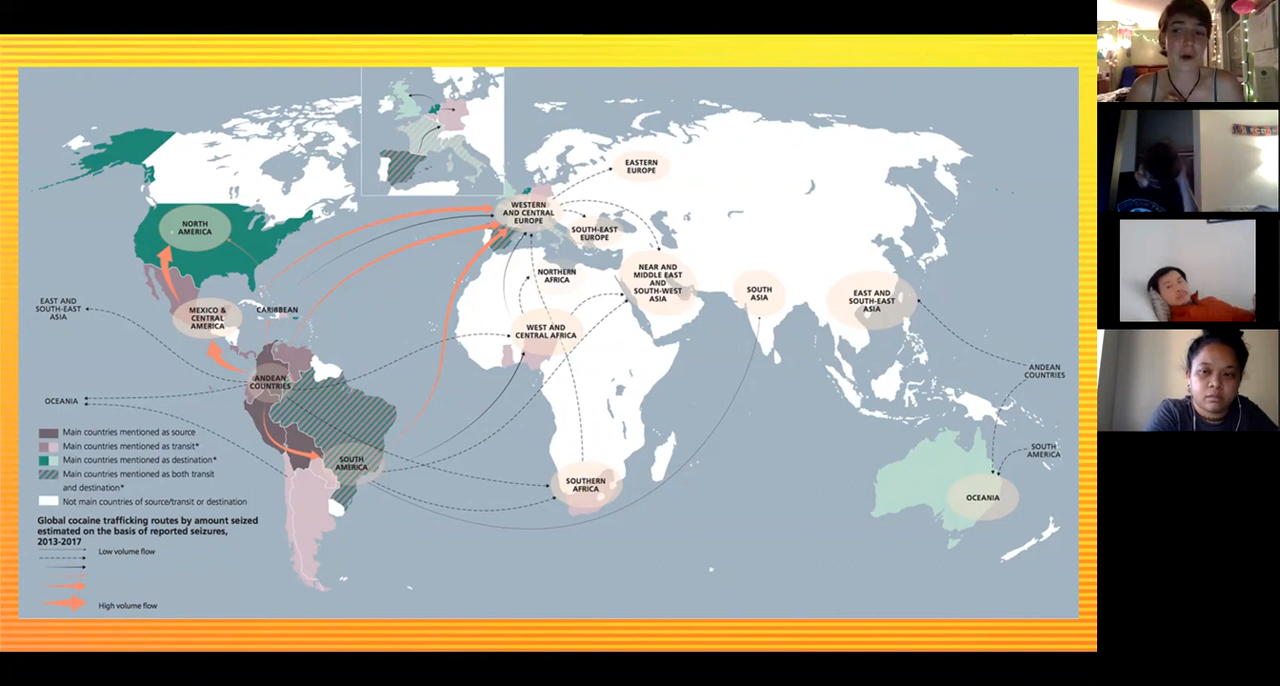 EASTERN
EUROPE
WESTERN
AND CENTRAL
EUROPE
NORTH
AMERICA
SOUTH-EAST
EUROPE
NORTHERN
AFRICA
NEAR AND
MIDDLE EAST
AND
SOUTH-WEST
ASIA
SOUTH
ASIA
EAST AND
SOUTH-EAST
ASIA
EAST AND
SOUTH-EAST
ASIA
MEXICO &
CENTRAL
AMERICA
CARIBBEAN
WEST AND
CENTRAL AFRICA
ANDEAN
COUNTRIES
ANDEAN
COUNTRIES
OCEANIA
SOUTH
AMERICA
SOUTH
AMERICA
SOUTHERN
AFRICA
OCEANIA
Main countries mentioned as source
Main countries mentioned as transit*
Main countries mentioned as destination*
Main countries mentioned as both transit
and destination*
Not main countries of source/transit or destination
Global cocaine trafficking routes by amount seized
estimated on the basis of reported seizures,
2013-2017
Low volume flow
High volume flow